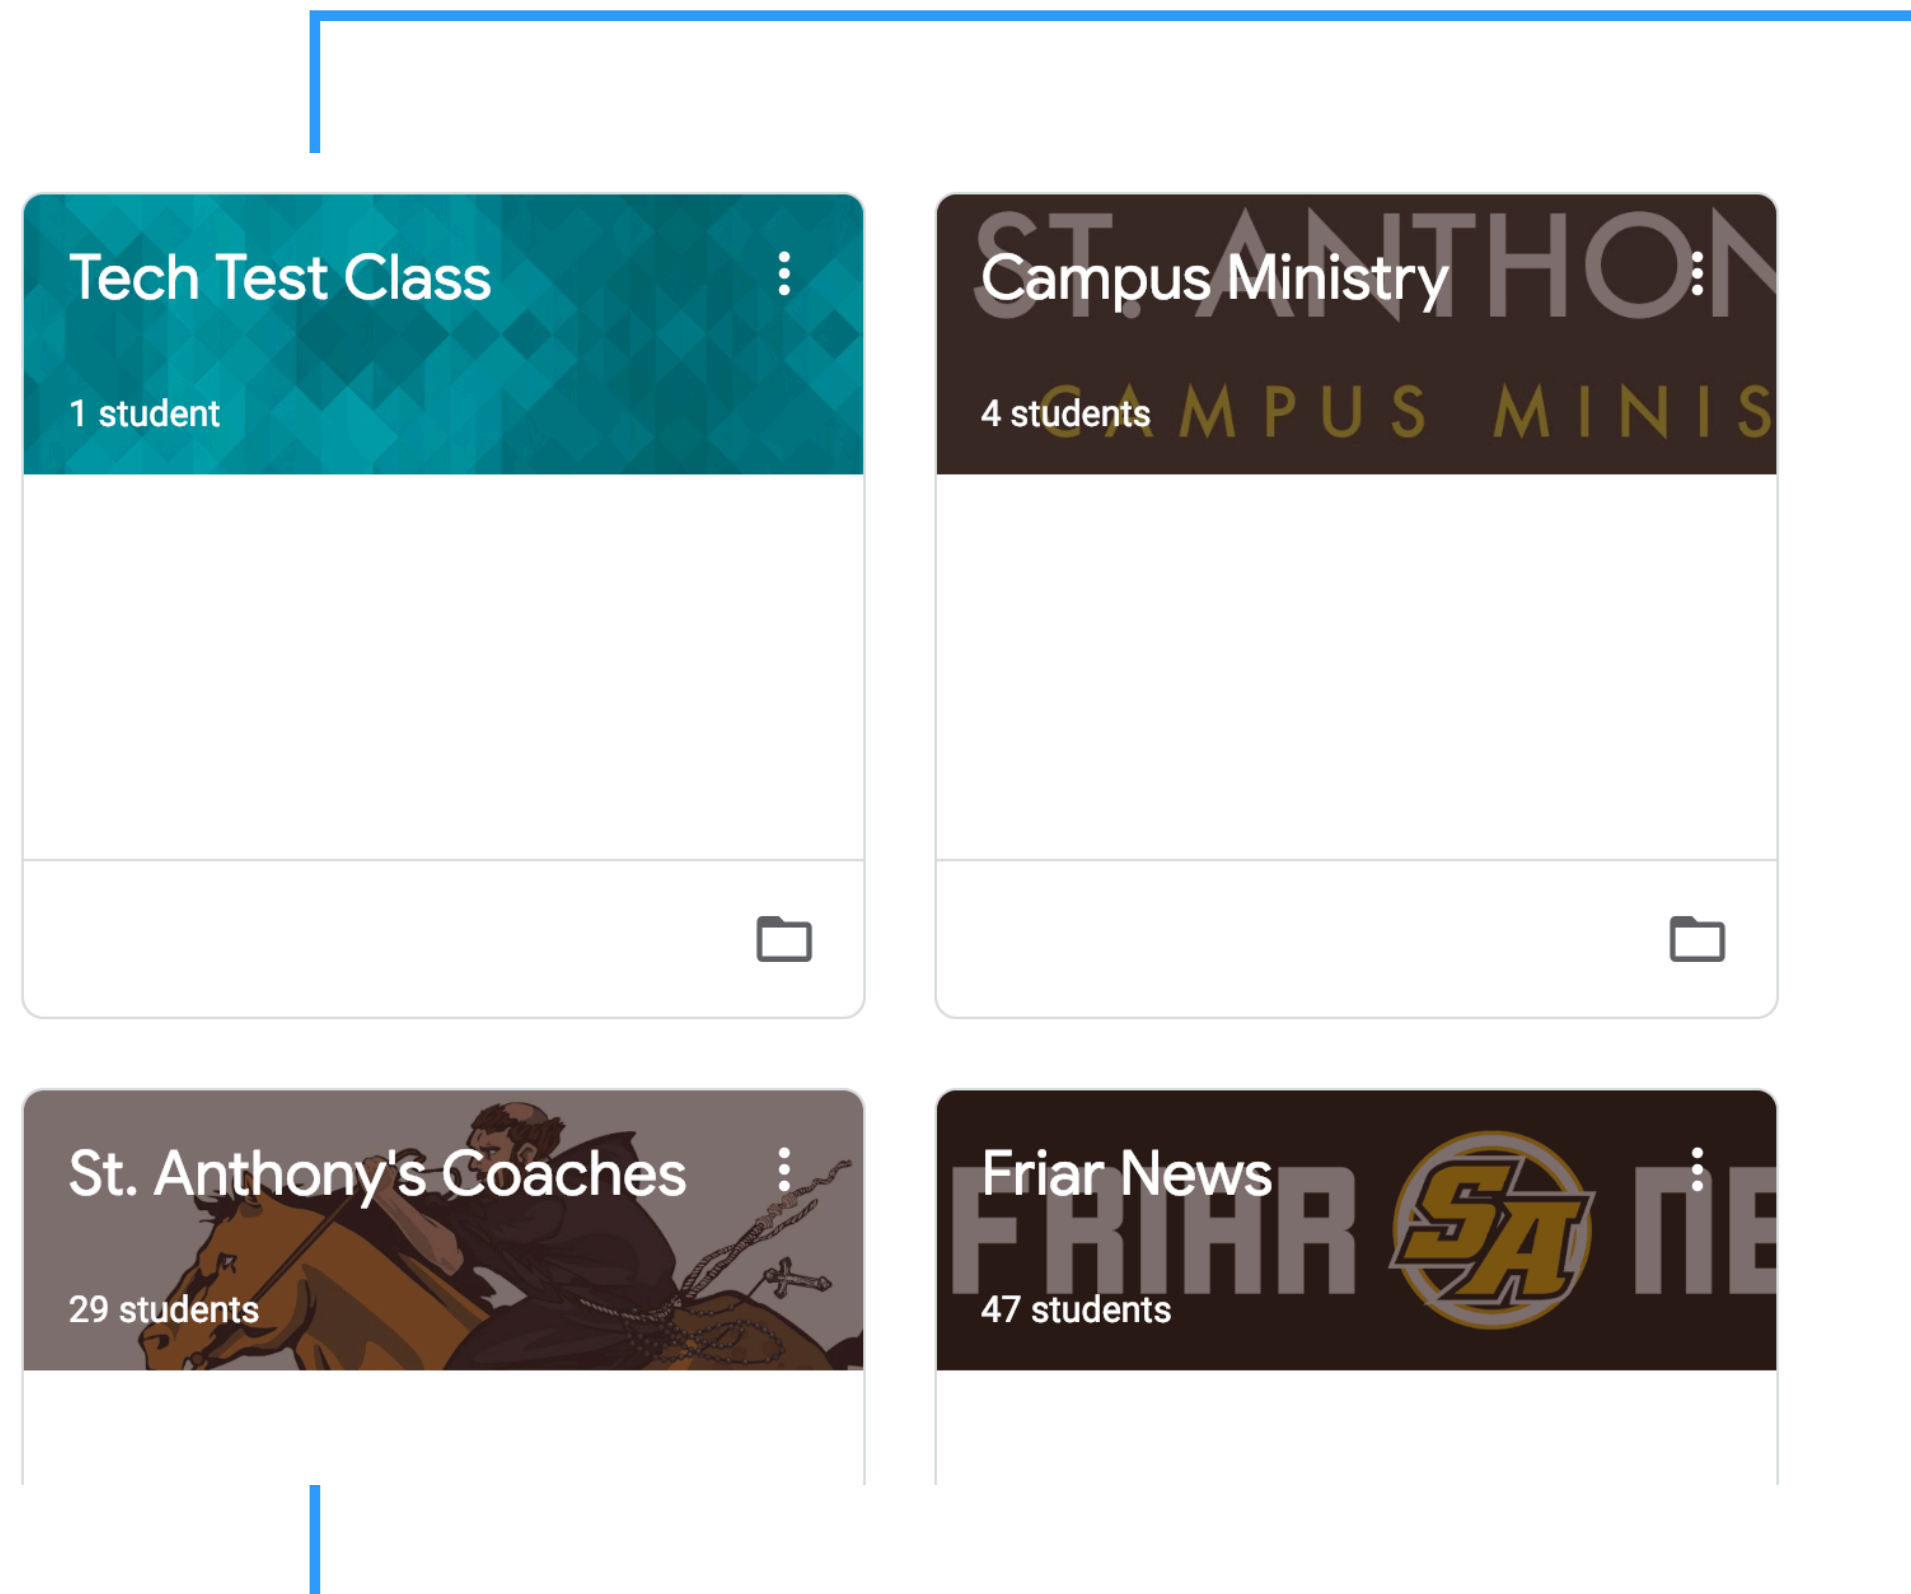 Tech Test Class
1 student
ST. ANTHON
Campus Ministry
CAMPUS MINIS
4 students
St. Anthony's Coaches
29 students
Friar News
FRIAR SA NE
47 students